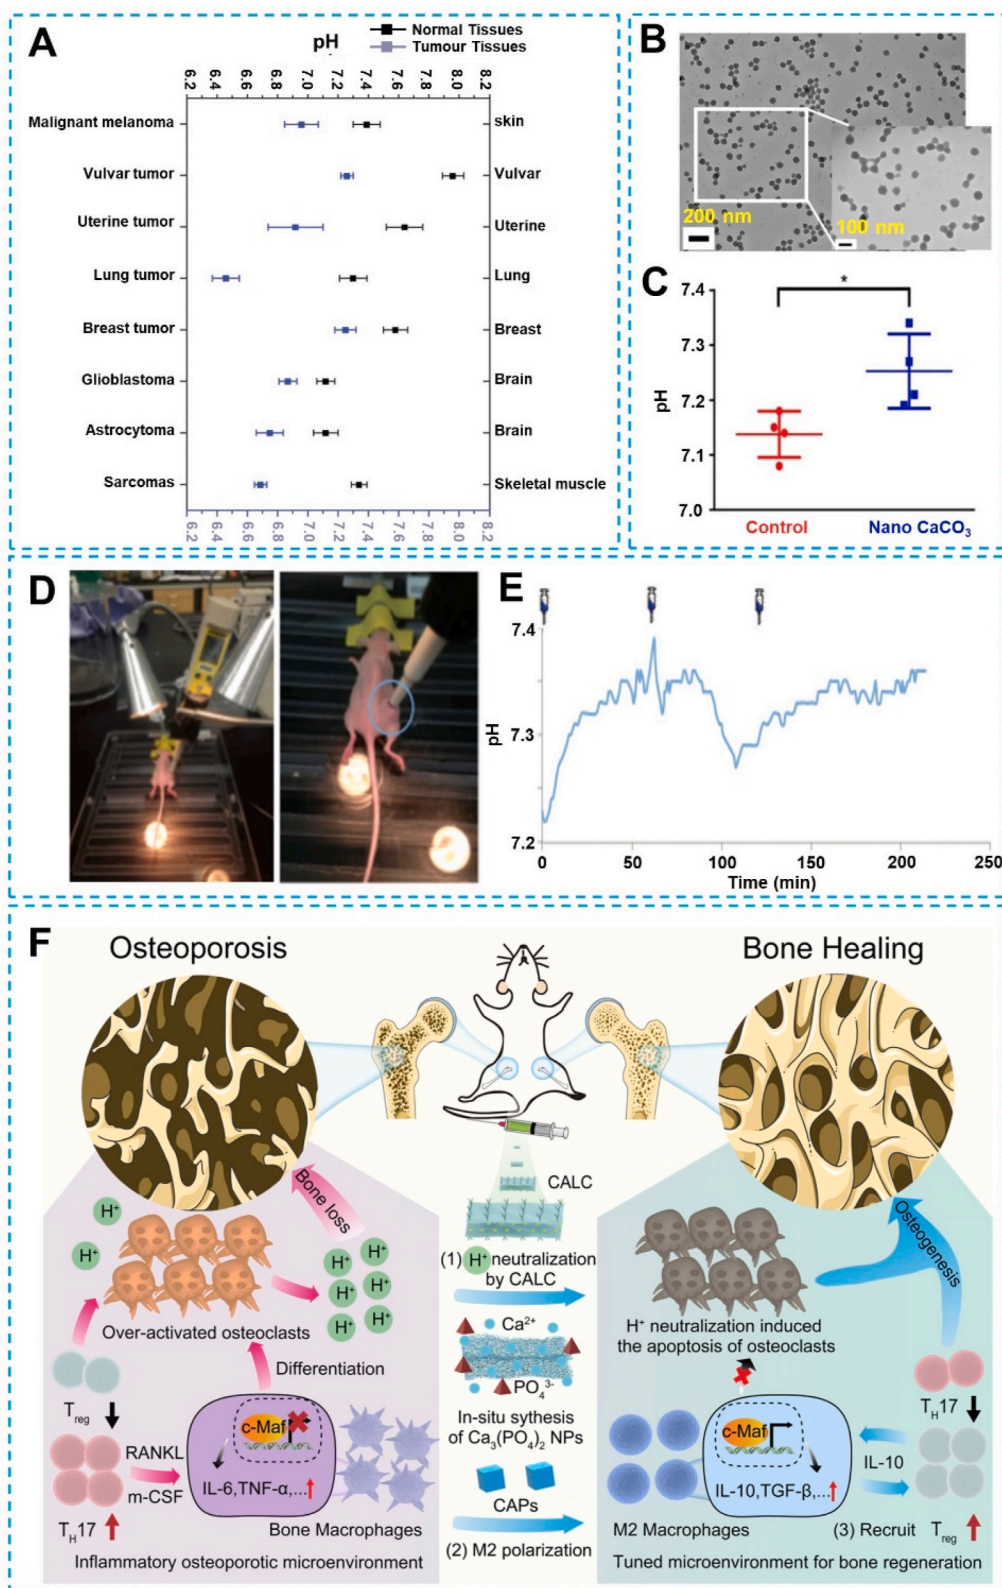 A
pH
Normal Tissues
Tumour Tissues
6.2 6.4 6.6 6.8 7.0 7.2 7.4 7.6 7.8 8.0 8.2
Malignant melanoma skin
Vulvar tumor Vulvar
Uterine tumor Uterine
Lung tumor Lung
Breast tumor Breast
Glioblastoma Brain
Astrocytoma Brain
Sarcomas Skeletal muscle
6.2 6.4 6.6 6.8 7.0 7.2 7.4 7.6 7.8 8.0 8.2
B
200 nm
100 nm
C
*
7.4
7.3
7.2
7.1
7.0
pH
Control Nano CaCO₃
D
E
7.4
7.3
7.2
pH
0 50 100 150 200 250
Time (min)
F
Osteoporosis
Bone Healing
CALC
Bone loss
H⁺
H⁺
H⁺
H⁺
H⁺
H⁺
H⁺
H⁺
Over-activated osteoclasts
Differentiation
Treg
RANKL
m-CSF
TH17
c-Maf
IL-6,TNF-α,...
Bone Macrophages
Inflammatory osteoporotic microenvironment
(1) H⁺ neutralization
by CALC
Ca²⁺
PO₄³⁻
In-situ sythesis
of Ca₃(PO₄)₂ NPs
CAPs
(2) M2 polarization
Osteogenesis
H⁺ neutralization induced
the apoptosis of osteoclasts
TH17
c-Maf
IL-10,TGF-β,...
IL-10
M2 Macrophages
(3) Recruit
Treg
Tuned microenvironment for bone regeneration